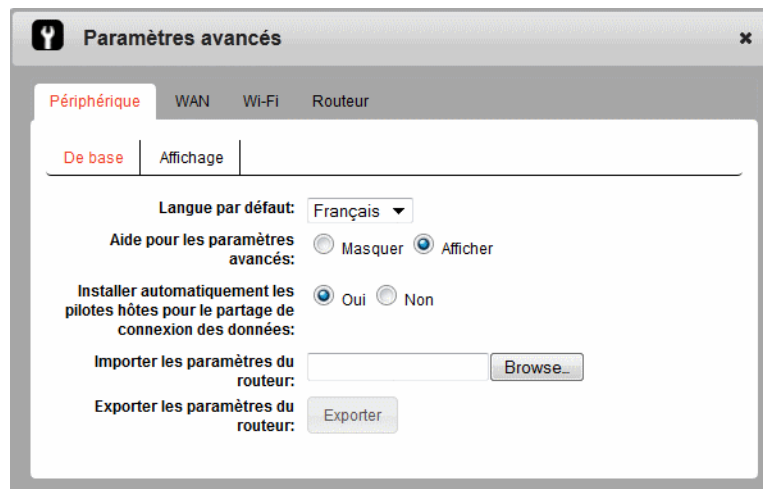 Paramètres avancés
Périphérique WAN Wi-Fi Routeur
De base Affichage
Langue par défaut: Français
Aide pour les paramètres
avancés: Masquer Afficher
Installer automatiquement les
pilotes hôtes pour le partage de
connexion des données: Oui Non
Importer les paramètres du
routeur: Browse...
Exporter les paramètres du
routeur: Exporter